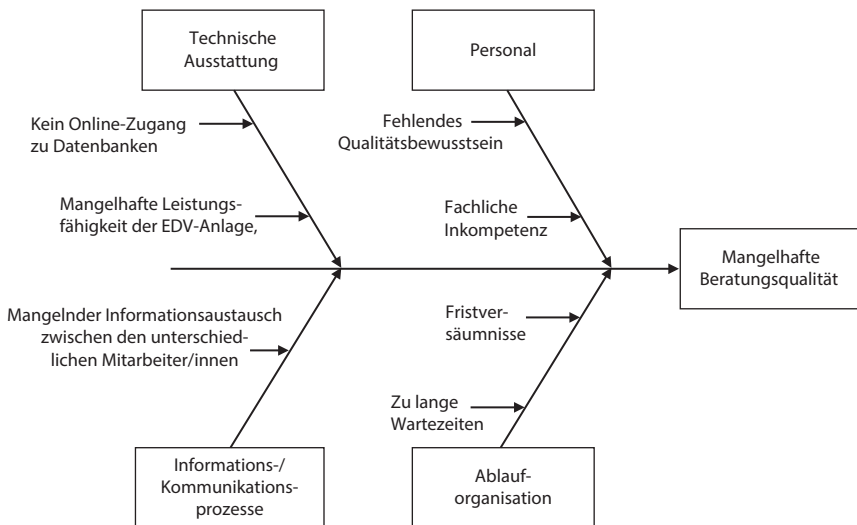 Technische
Ausstattung
Personal
Kein Online-Zugang
zu Datenbanken
Fehlendes
Qualitätsbewusstsein
Mangelhafte Leistungs-
fähigkeit der EDV-Anlage,
Fachliche
Inkompetenz
Mangelhafte
Beratungsqualität
Mangelnder Informationsaustausch
zwischen den unterschied-
lichen Mitarbeiter/innen
Fristver-
säumnisse
Zu lange
Wartezeiten
Informations-/
Kommunikations-
prozesse
Ablauf-
organisation